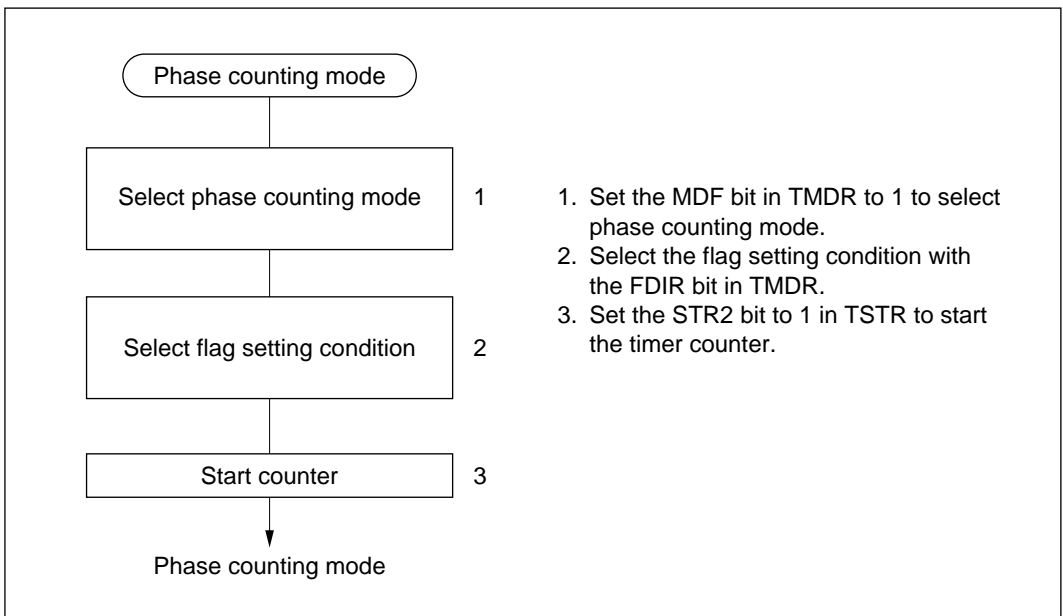 Phase counting mode
Select phase counting mode 1
Select flag setting condition 2
Start counter 3
Phase counting mode
1. Set the MDF bit in TMDR to 1 to select
phase counting mode.
2. Select the flag setting condition with
the FDIR bit in TMDR.
3. Set the STR2 bit to 1 in TSTR to start
the timer counter.